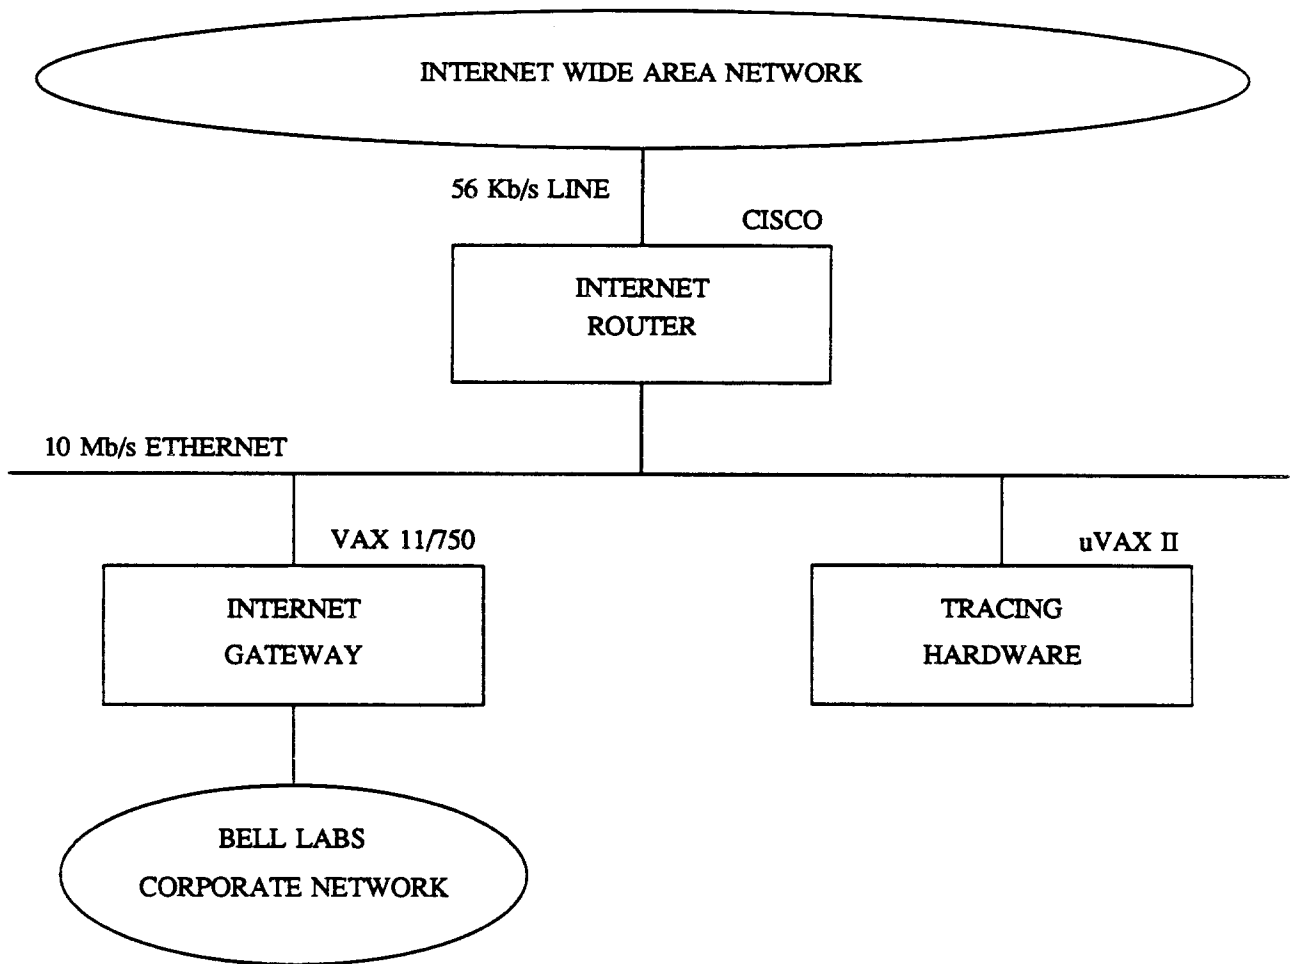 INTERNET WIDE AREA NETWORK
56 Kb/s LINE
CISCO
INTERNET
ROUTER
10 Mb/s ETHERNET
VAX 11/750
uVAX II
INTERNET
GATEWAY
TRACING
HARDWARE
BELL LABS
CORPORATE NETWORK